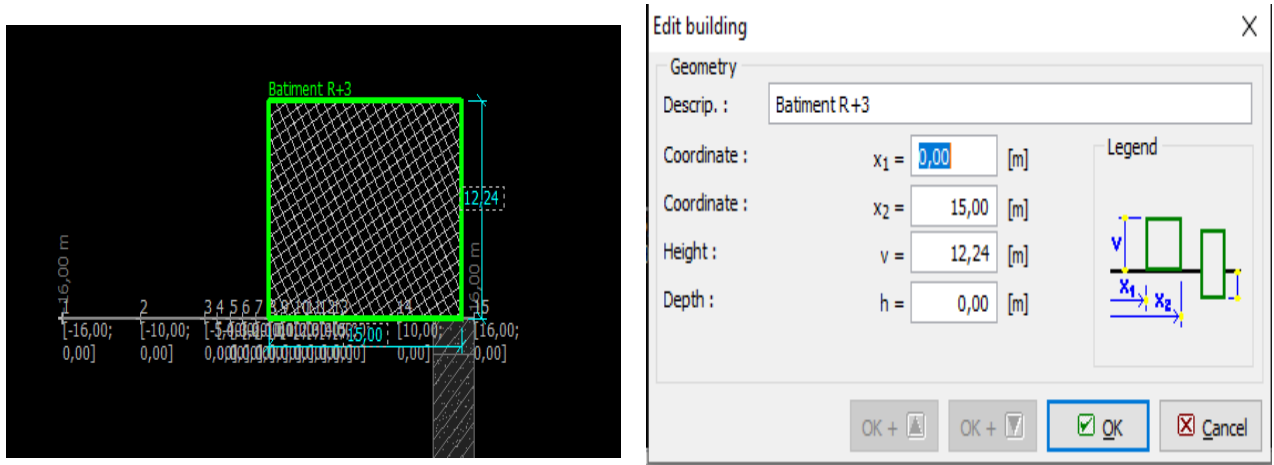 Batiment R+3
12,24
16,00 m
16,00 m
1 2 3 4 5 6 7 14 15
[-16,00; [-10,00; 15,00 [10,00; [16,00;
0,00] 0,00] 0,00] 0,00]
Edit building
Geometry
Descrip. : Batiment R+3
Coordinate : x1 = 0,00 [m]
Legend
Coordinate : x2 = 15,00 [m]
Height : v = 12,24 [m]
Depth : h = 0,00 [m]
v
x1 x2
OK + OK + OK Cancel